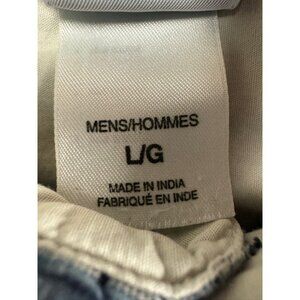 MENS/HOMMES
L/G
MADE IN INDIA
FABRIQUÉ EN INDE